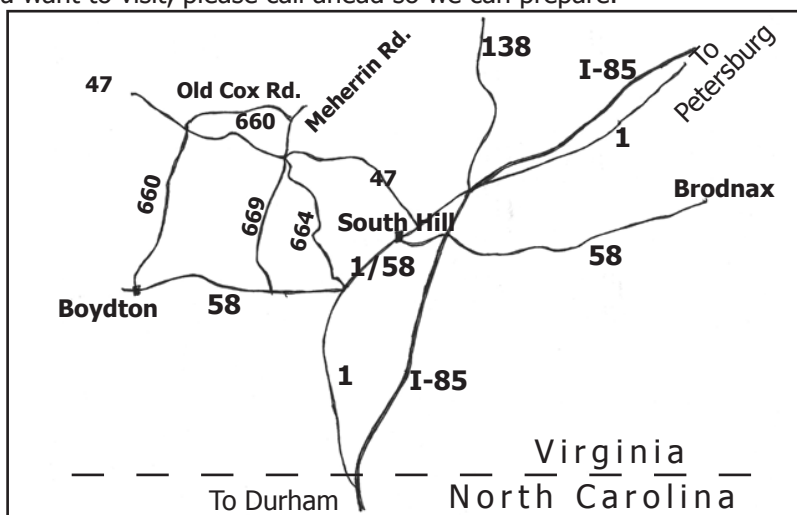 want to visit, please call ahead so we can prepare.
138
I-85
To
Petersburg
47
Old Cox Rd.
Meherrin Rd.
660
1
47
Brodnax
660
669
664
South Hill
58
1/58
Boydton
58
1
I-85
Virginia
To Durham
North Carolina